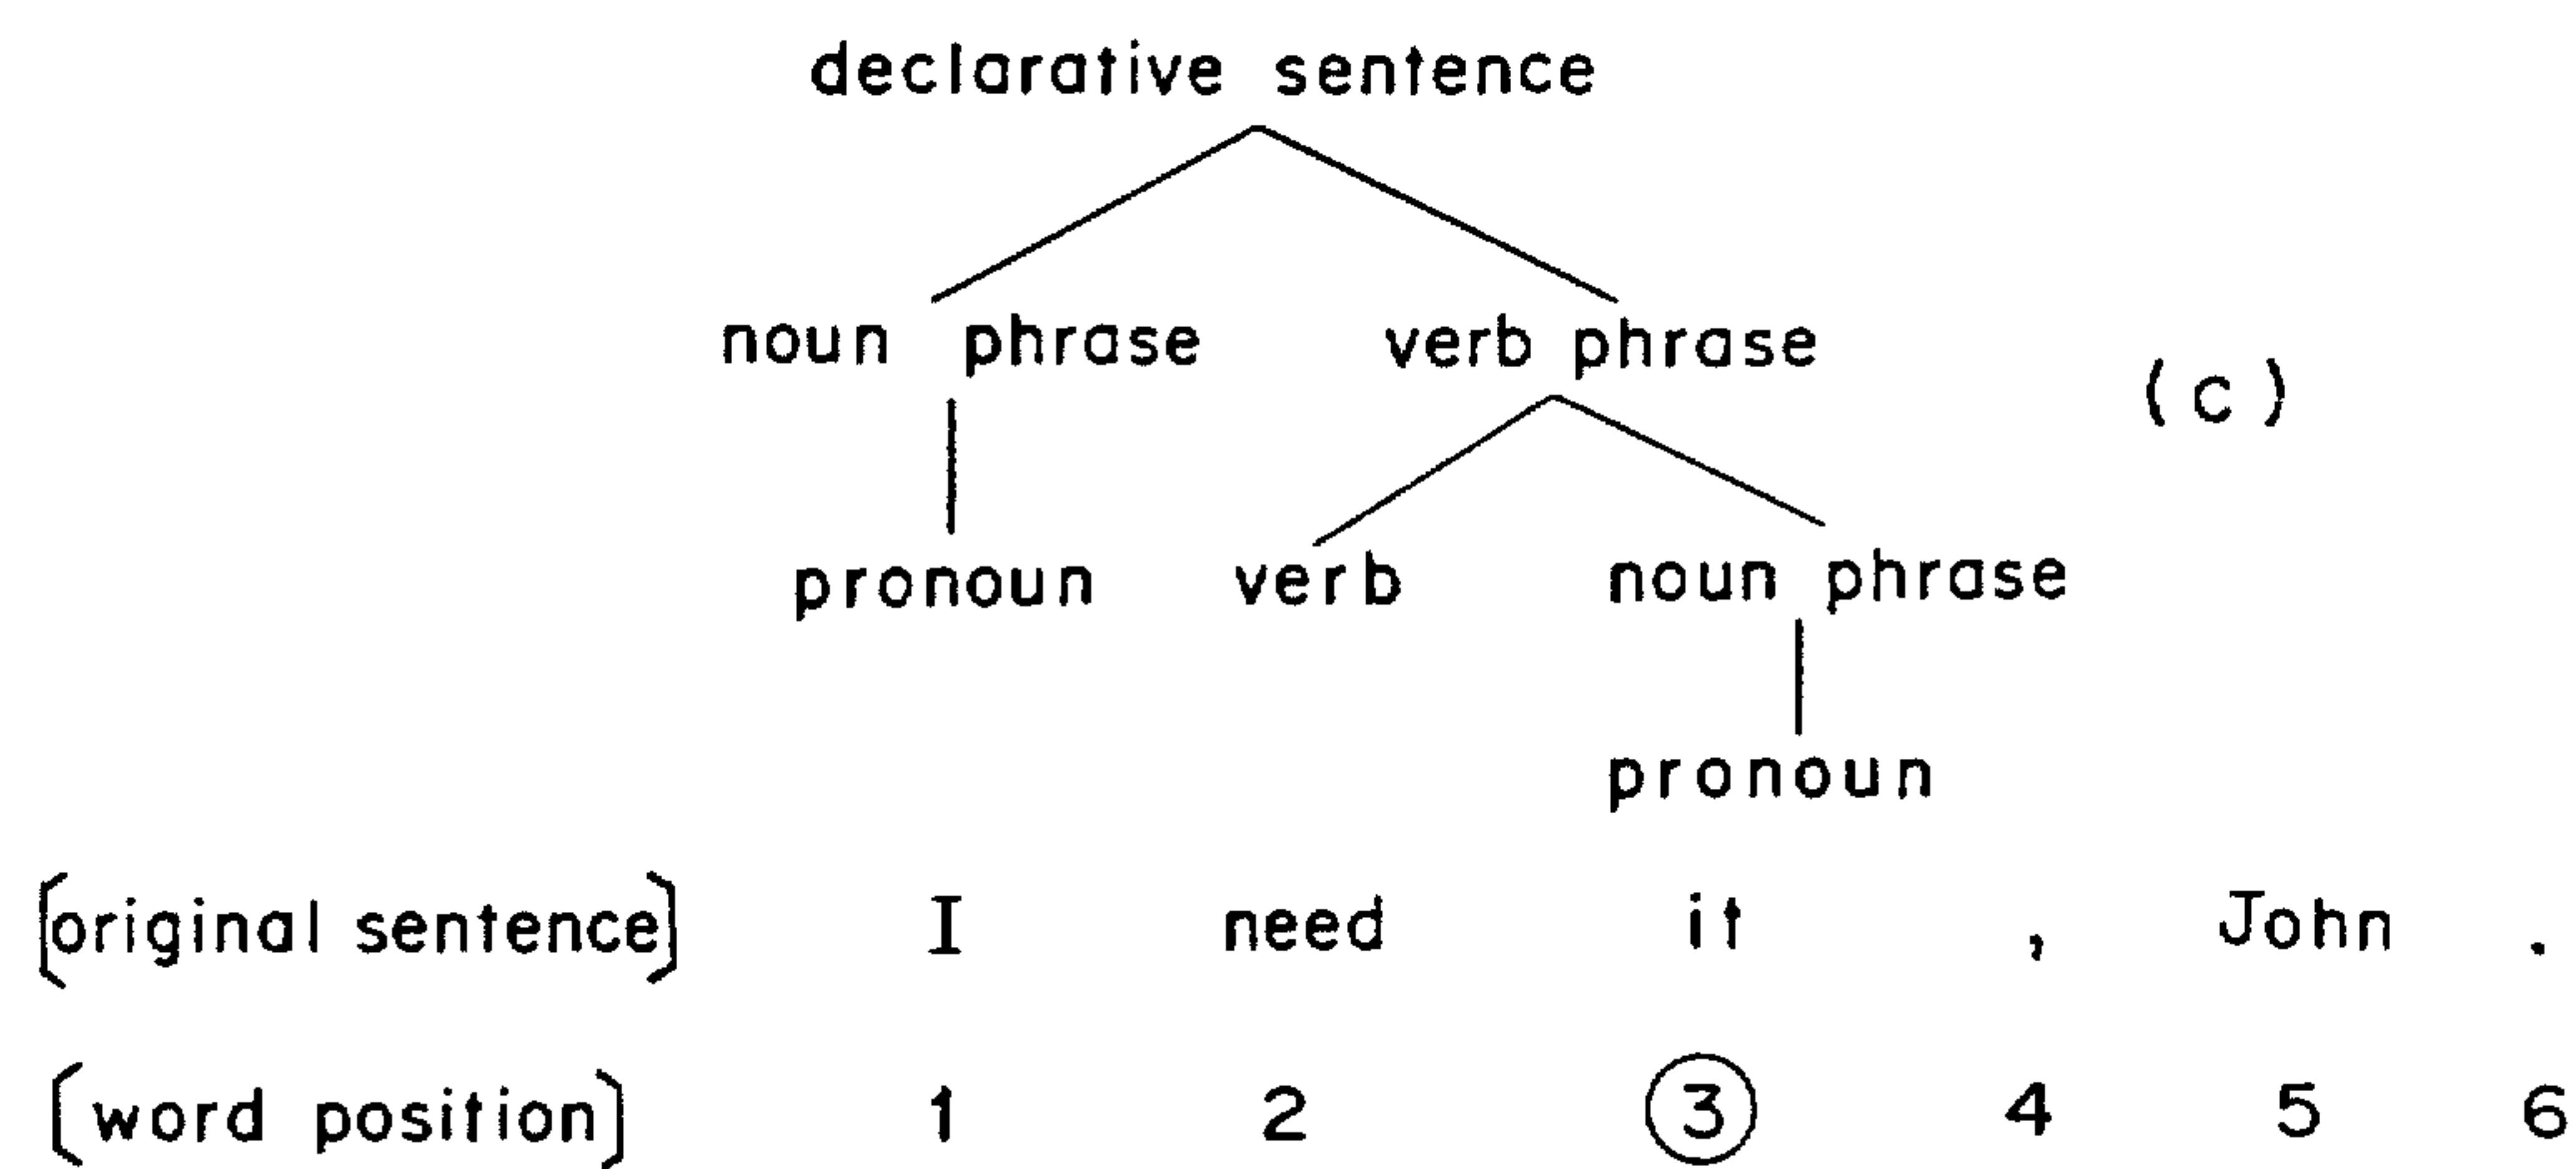 declarative sentence
noun phrase verb phrase
(c)
pronoun verb noun phrase
pronoun
[original sentence] I need it , John .
[word position] 1 2 3 4 5 6